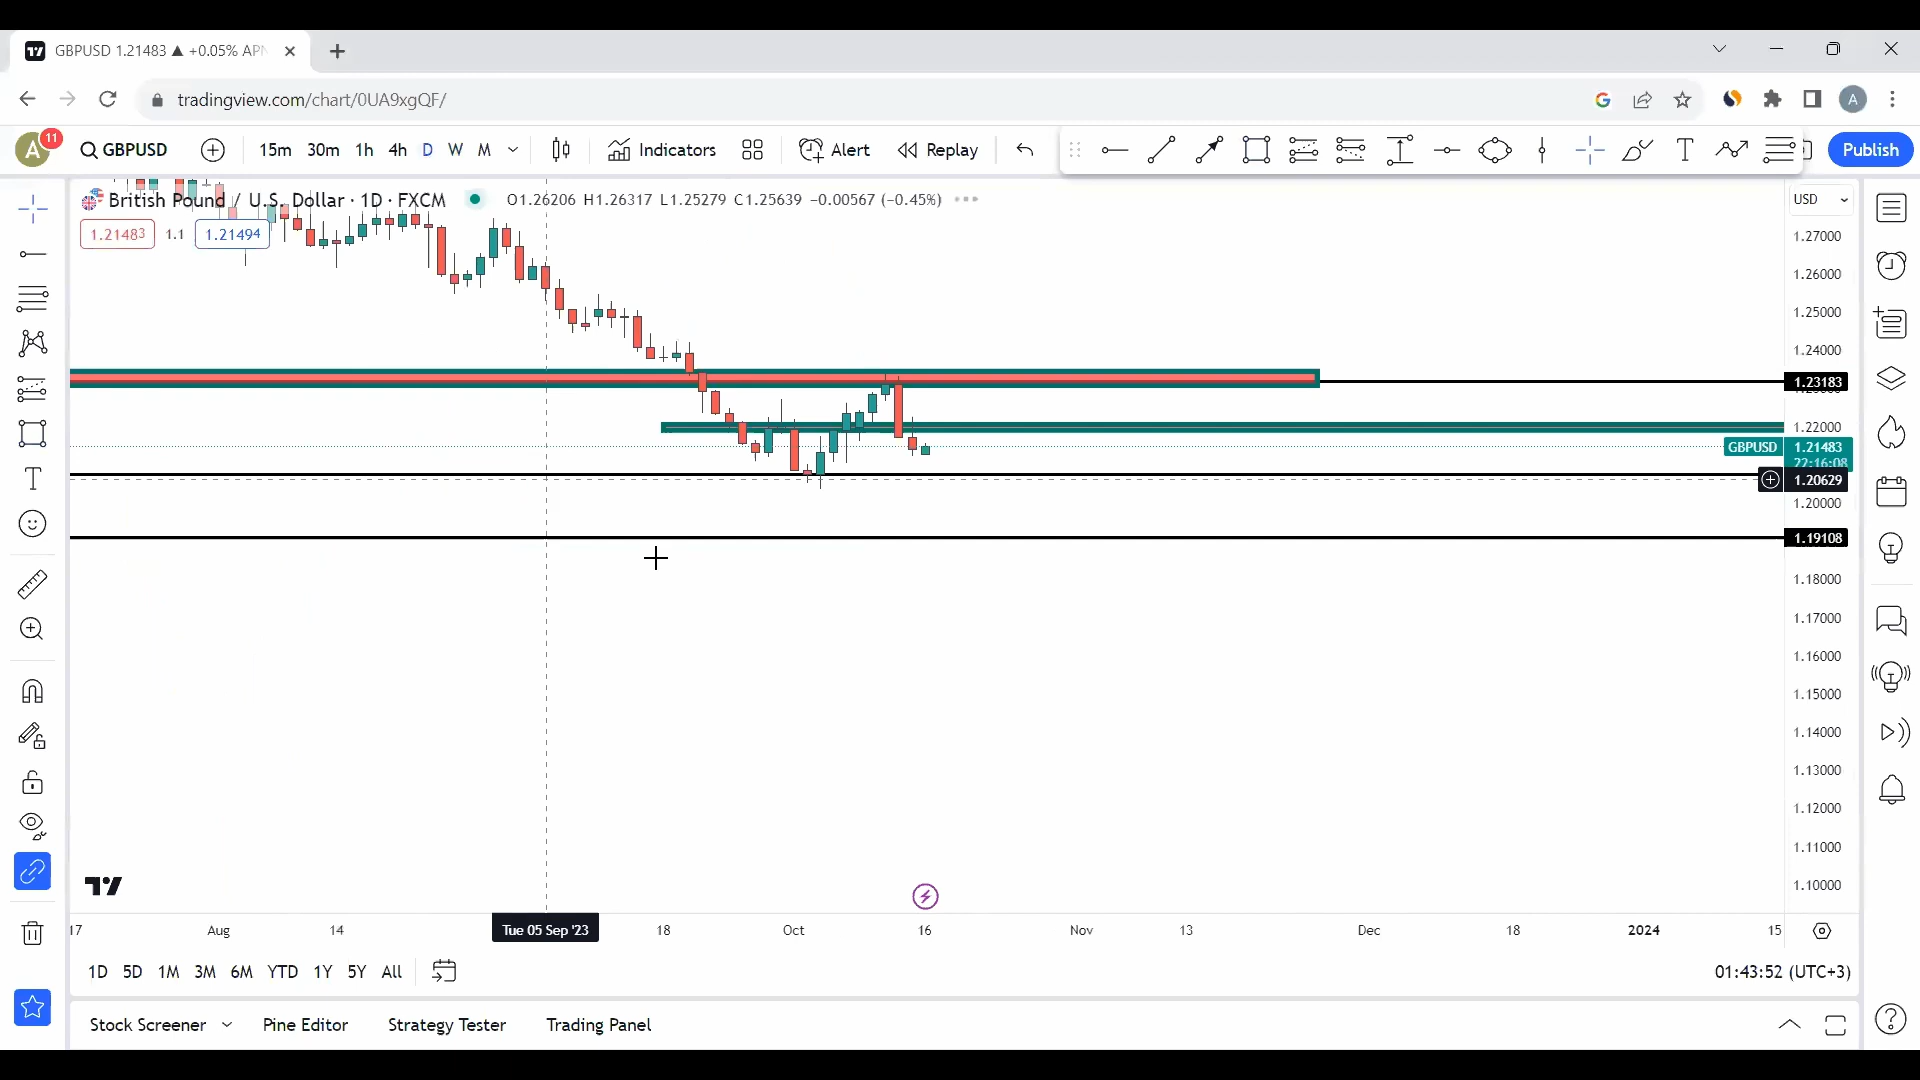 GBPUSD 1.21483 ▲ +0.05% APR
tradingview.com/chart/0UA9xgQF/
A
A
11
GBPUSD
15m 30m 1h 4h D W M
Indicators
Alert
Replay
Publish
British Pound / U.S. Dollar · 1D · FXCM
O1.26206 H1.26317 L1.25279 C1.25639 −0.00567 (−0.45%)
1.21483 1.1 1.21494
USD
1.27000
1.26000
1.25000
1.24000
1.23183
1.22000
GBPUSD 1.21483
22:16:08
1.20629
1.20000
1.19108
1.18000
1.17000
1.16000
1.15000
1.14000
1.13000
1.12000
1.11000
1.10000
17 Aug 14 Tue 05 Sep '23 18 Oct 16 Nov 13 Dec 18 2024 15
1D 5D 1M 3M 6M YTD 1Y 5Y All
01:43:52 (UTC+3)
Stock Screener Pine Editor Strategy Tester Trading Panel